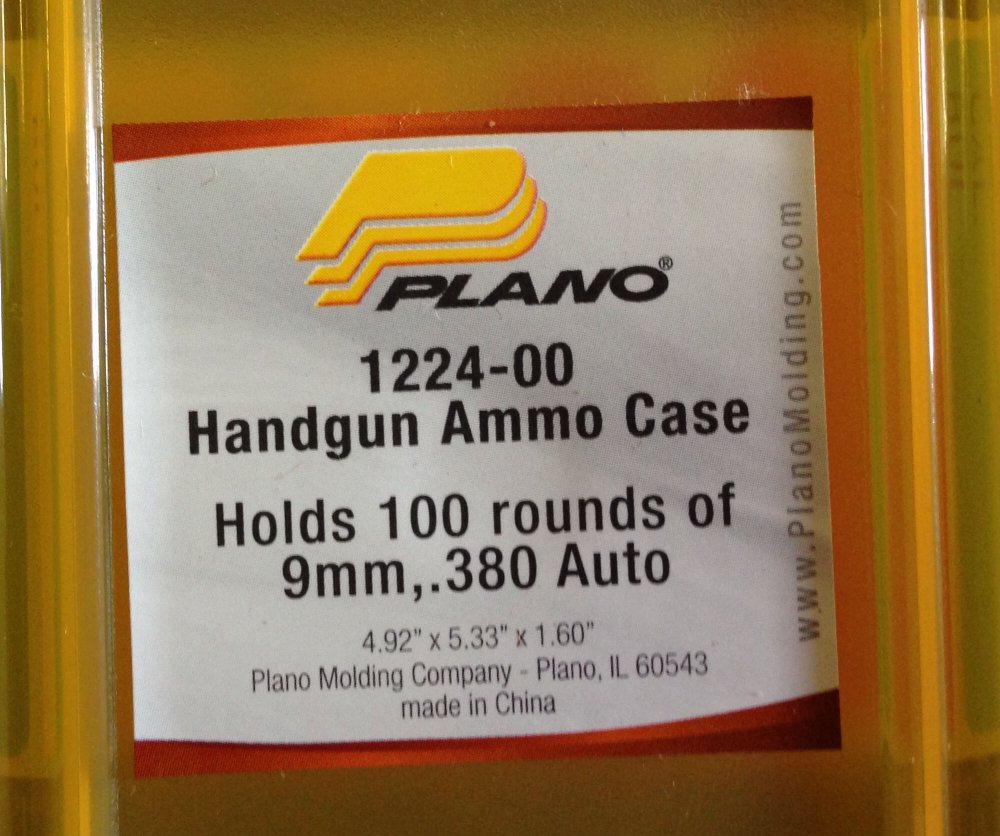 PLANO®
1224-00
Handgun Ammo Case
Holds 100 rounds of
9mm,.380 Auto
4.92" x 5.33" x 1.60"
Plano Molding Company - Plano, IL 60543
made in China
www.PlanoMolding.com